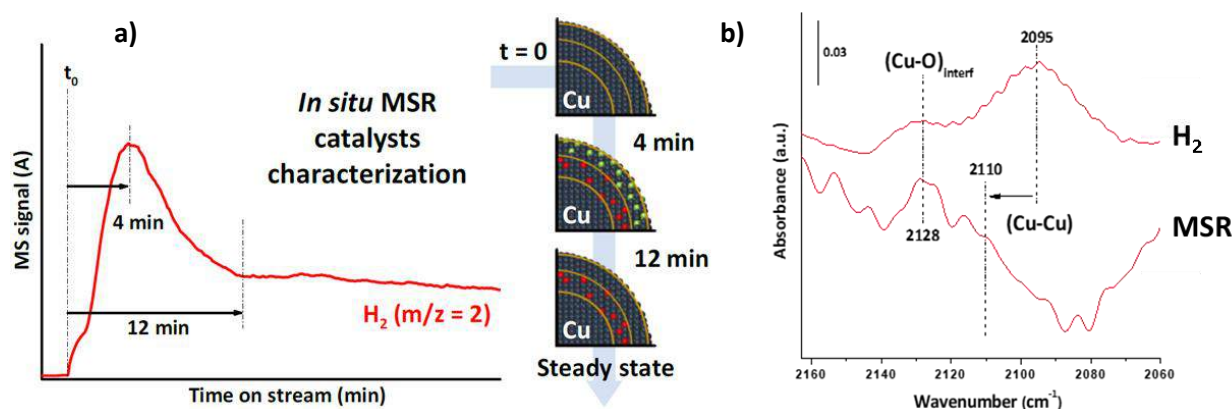 a)
t0
In situ MSR
catalysts
characterization
4 min
12 min
H2 (m/z = 2)
MS signal (A)
Time on stream (min)
t = 0
Cu
4 min
Cu
12 min
Cu
Steady state
b)
0.03
2095
(Cu-O)interf
H2
2110
(Cu-Cu)
2128
MSR
Absorbance (a.u.)
2160 2140 2120 2100 2080 2060
Wavenumber (cm-1)